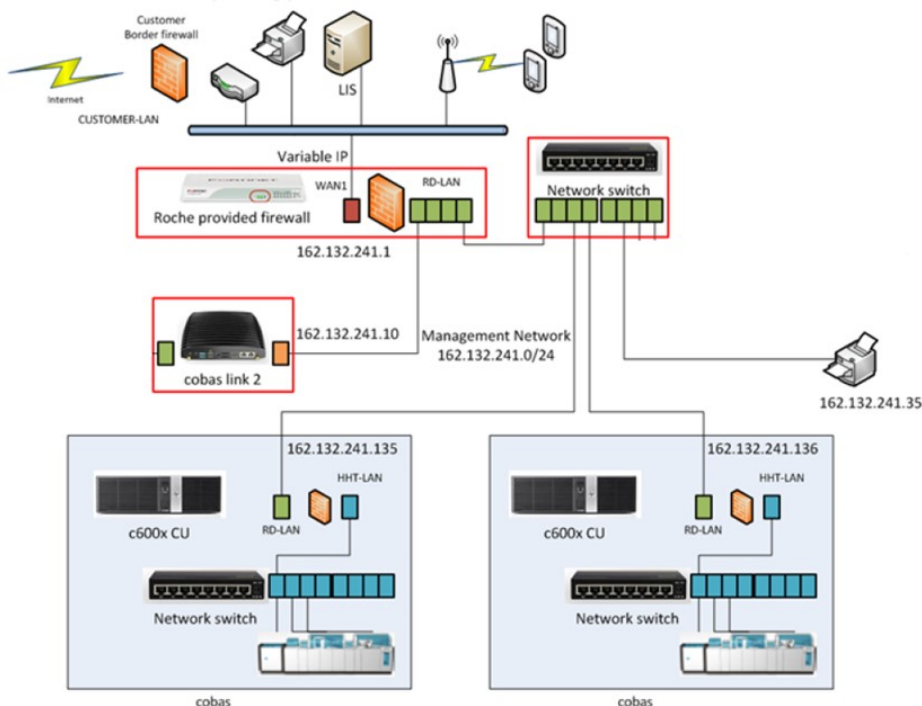 Customer
Border firewall
Internet
CUSTOMER-LAN
LIS
Variable IP
WAN1
RD-LAN
Roche provided firewall
162.132.241.1
Network switch
162.132.241.10
cobas link 2
Management Network
162.132.241.0/24
162.132.241.35
162.132.241.135
HHT-LAN
c600x CU
RD-LAN
Network switch
cobas
162.132.241.136
HHT-LAN
c600x CU
RD-LAN
Network switch
cobas